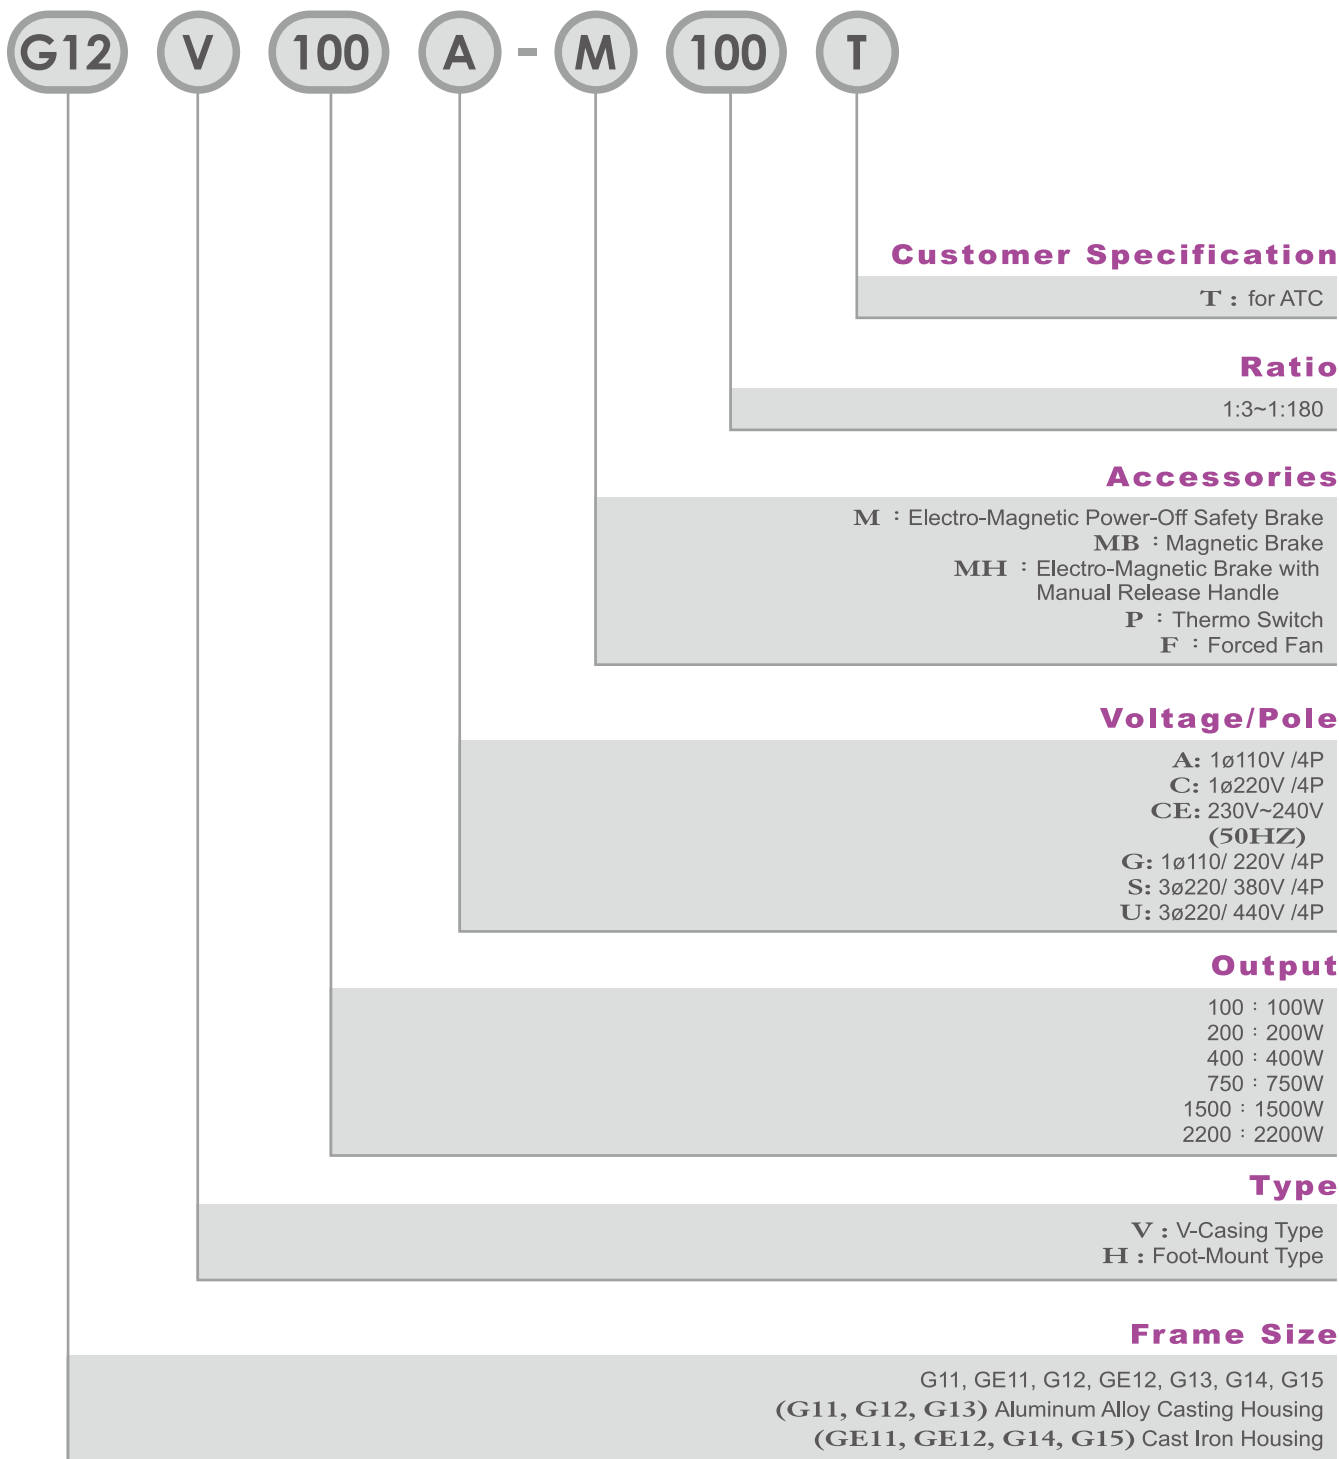 G12 V 100 A - M 100 T
Customer Specification
T : for ATC
Ratio
1:3~1:180
Accessories
M : Electro-Magnetic Power-Off Safety Brake
MB : Magnetic Brake
MH : Electro-Magnetic Brake with
Manual Release Handle
P : Thermo Switch
F : Forced Fan
Voltage/Pole
A: 1ø110V /4P
C: 1ø220V /4P
CE: 230V~240V
(50HZ)
G: 1ø110/ 220V /4P
S: 3ø220/ 380V /4P
U: 3ø220/ 440V /4P
Output
100 : 100W
200 : 200W
400 : 400W
750 : 750W
1500 : 1500W
2200 : 2200W
Type
V : V-Casing Type
H : Foot-Mount Type
Frame Size
G11, GE11, G12, GE12, G13, G14, G15
(G11, G12, G13) Aluminum Alloy Casting Housing
(GE11, GE12, G14, G15) Cast Iron Housing